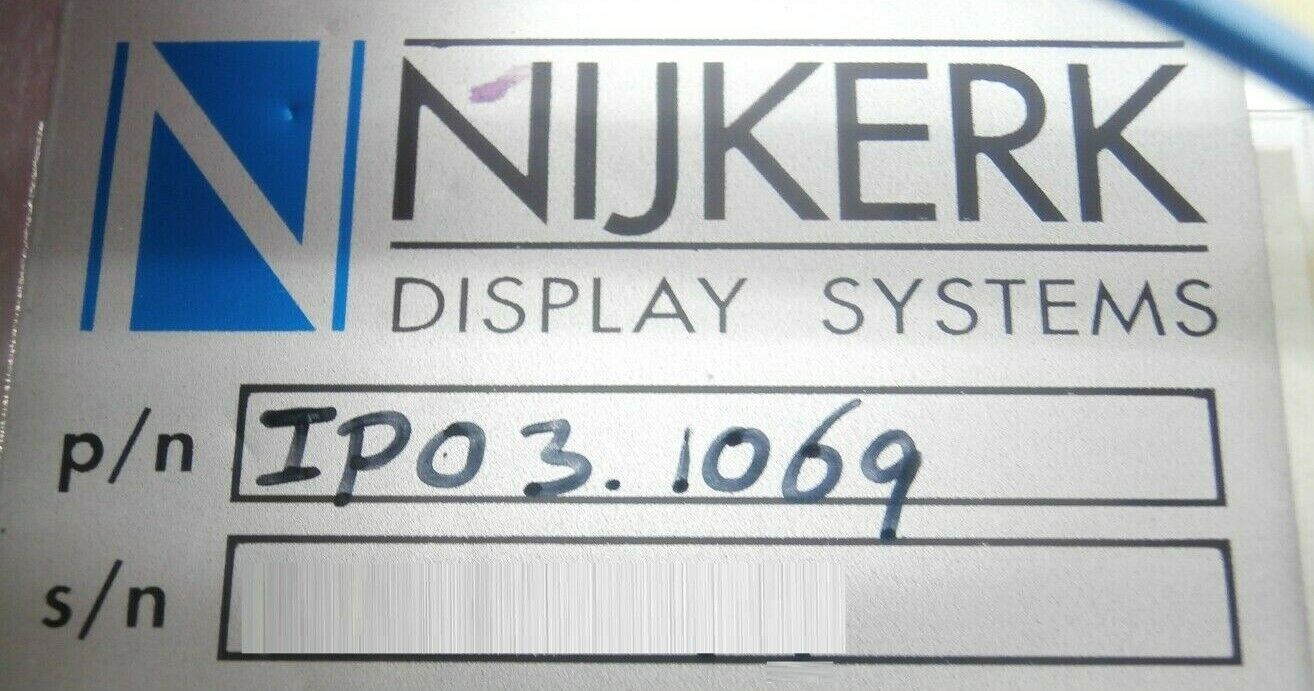 NIJKERK
DISPLAY SYSTEMS
p/n IP03.1069
s/n